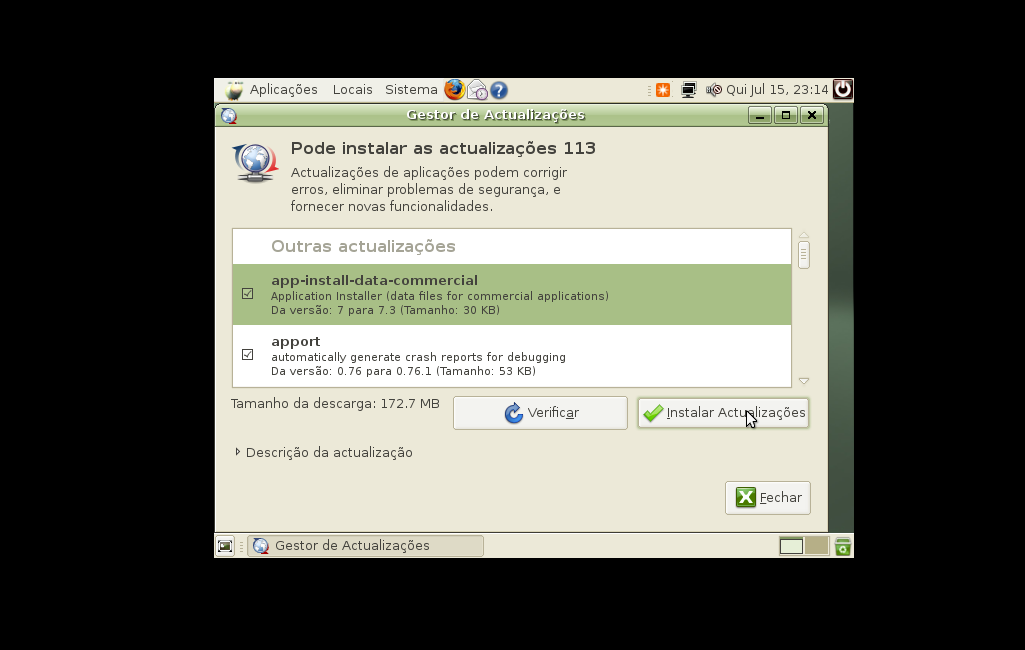 Aplicações Locais Sistema Qui Jul 15, 23:14
Gestor de Actualizações
Pode instalar as actualizações 113
Actualizações de aplicações podem corrigir
erros, eliminar problemas de segurança, e
fornecer novas funcionalidades.
Outras actualizações
app-install-data-commercial
Application Installer (data files for commercial applications)
Da versão: 7 para 7.3 (Tamanho: 30 KB)
apport
automatically generate crash reports for debugging
Da versão: 0.76 para 0.76.1 (Tamanho: 53 KB)
Tamanho da descarga: 172.7 MB
Verificar
Instalar Actualizações
Descrição da actualização
Fechar
Gestor de Actualizações